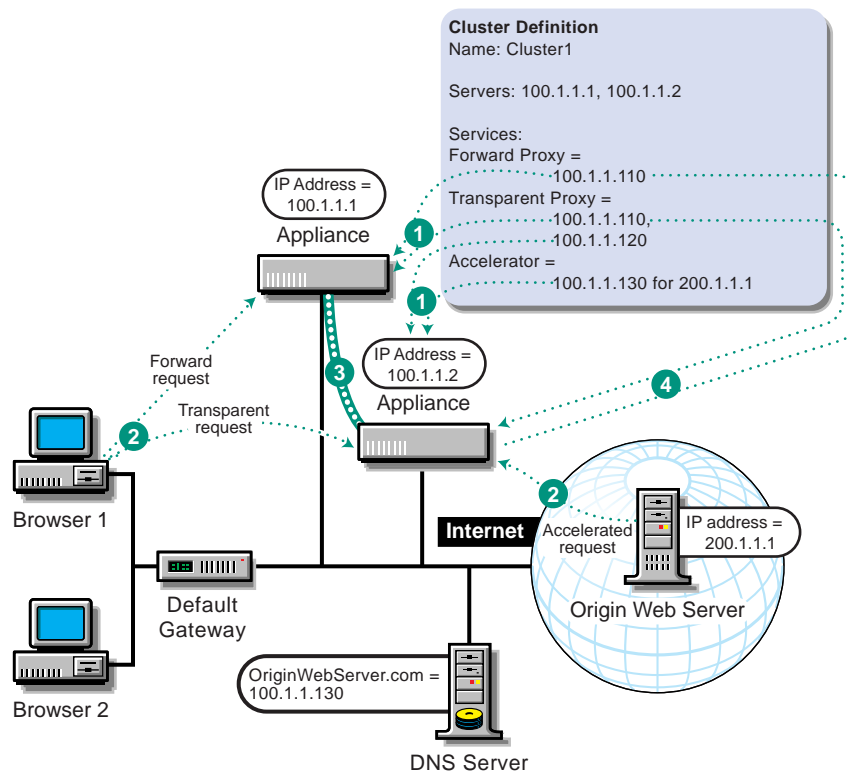 Cluster Definition
Name: Cluster1
Servers: 100.1.1.1, 100.1.1.2
Services:
Forward Proxy =
100.1.1.110
Transparent Proxy =
100.1.1.110,
100.1.1.120
Accelerator =
100.1.1.130 for 200.1.1.1
IP Address =
100.1.1.1
Appliance
1
1
IP Address =
100.1.1.2
Appliance
3
4
Forward
request
Transparent
request
2
2
Browser 1
Internet
Accelerated
request
IP address =
200.1.1.1
Origin Web Server
Default
Gateway
Browser 2
OriginWebServer.com =
100.1.1.130
DNS Server